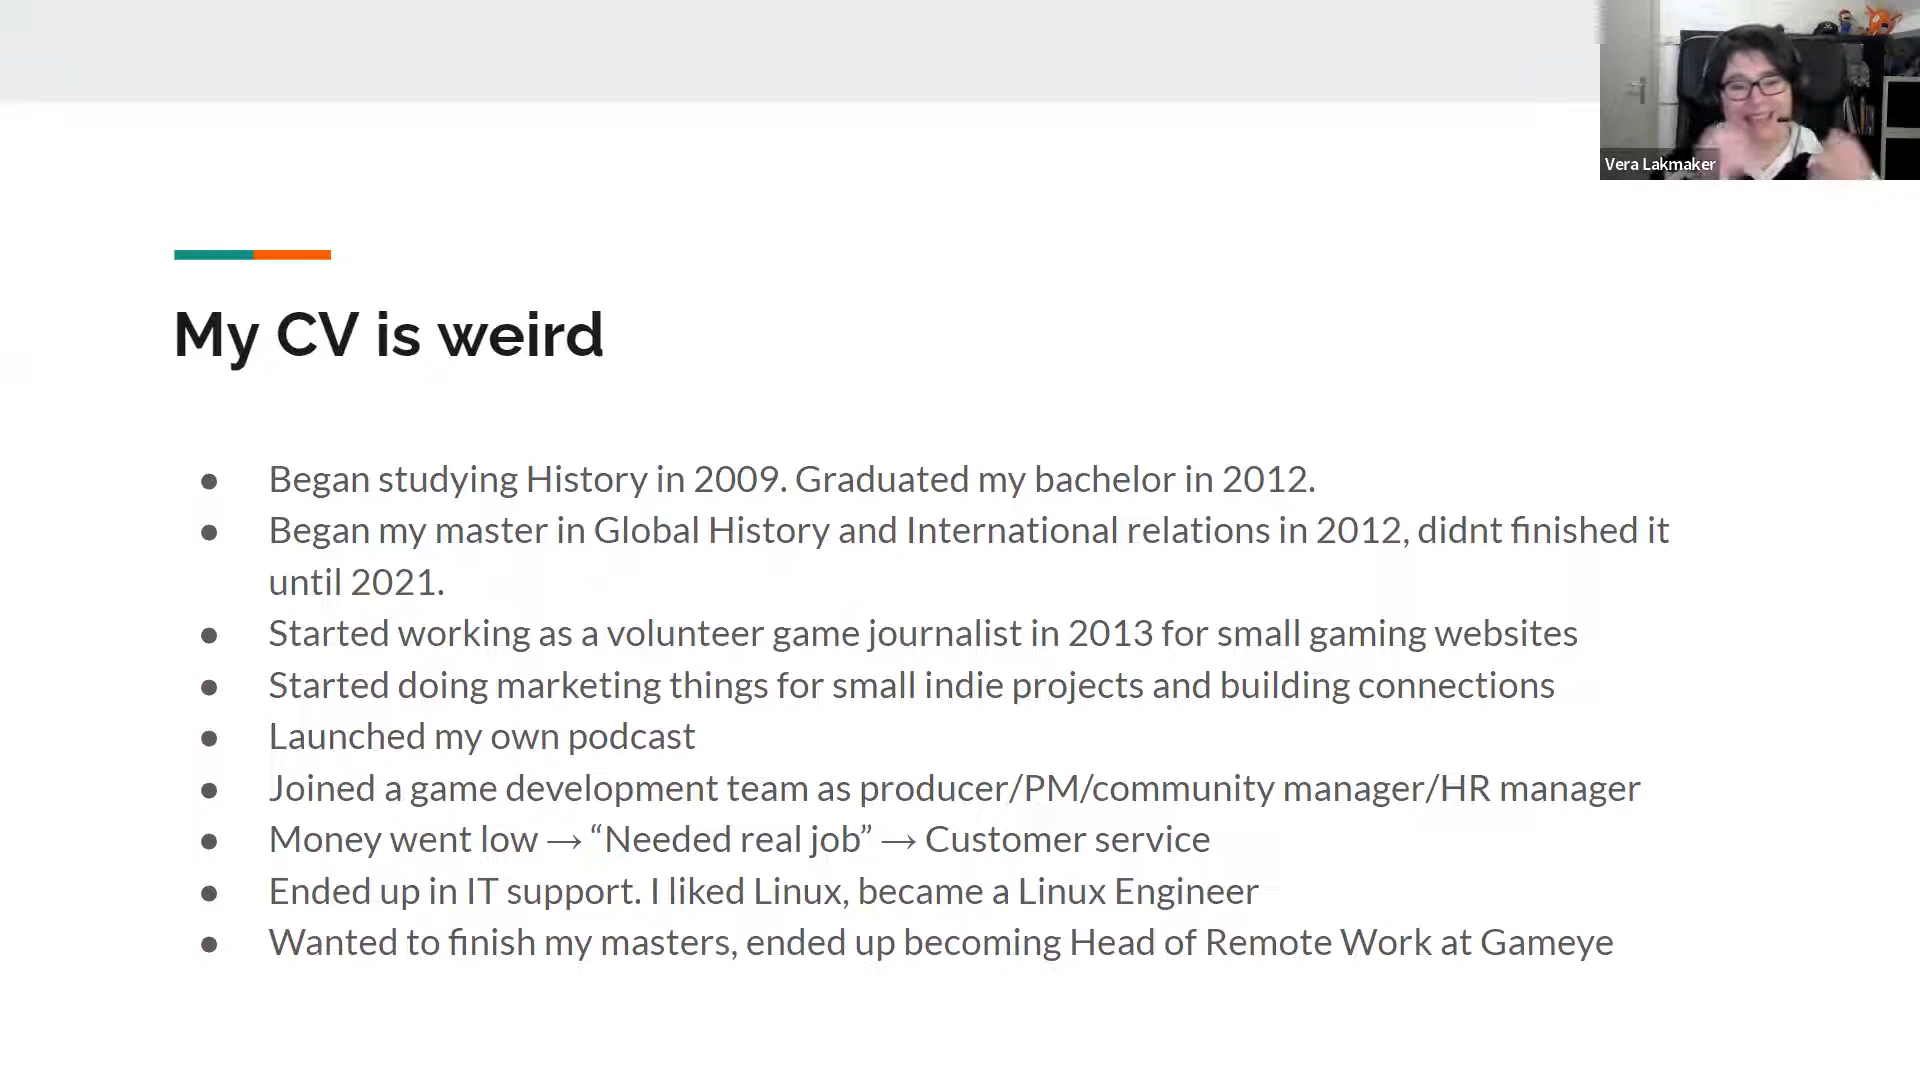 Vera Lakmaker
My CV is weird
● Began studying History in 2009. Graduated my bachelor in 2012.
● Began my master in Global History and International relations in 2012, didnt finished it
until 2021.
● Started working as a volunteer game journalist in 2013 for small gaming websites
● Started doing marketing things for small indie projects and building connections
● Launched my own podcast
● Joined a game development team as producer/PM/community manager/HR manager
● Money went low → “Needed real job” → Customer service
● Ended up in IT support. I liked Linux, became a Linux Engineer
● Wanted to finish my masters, ended up becoming Head of Remote Work at Gameye